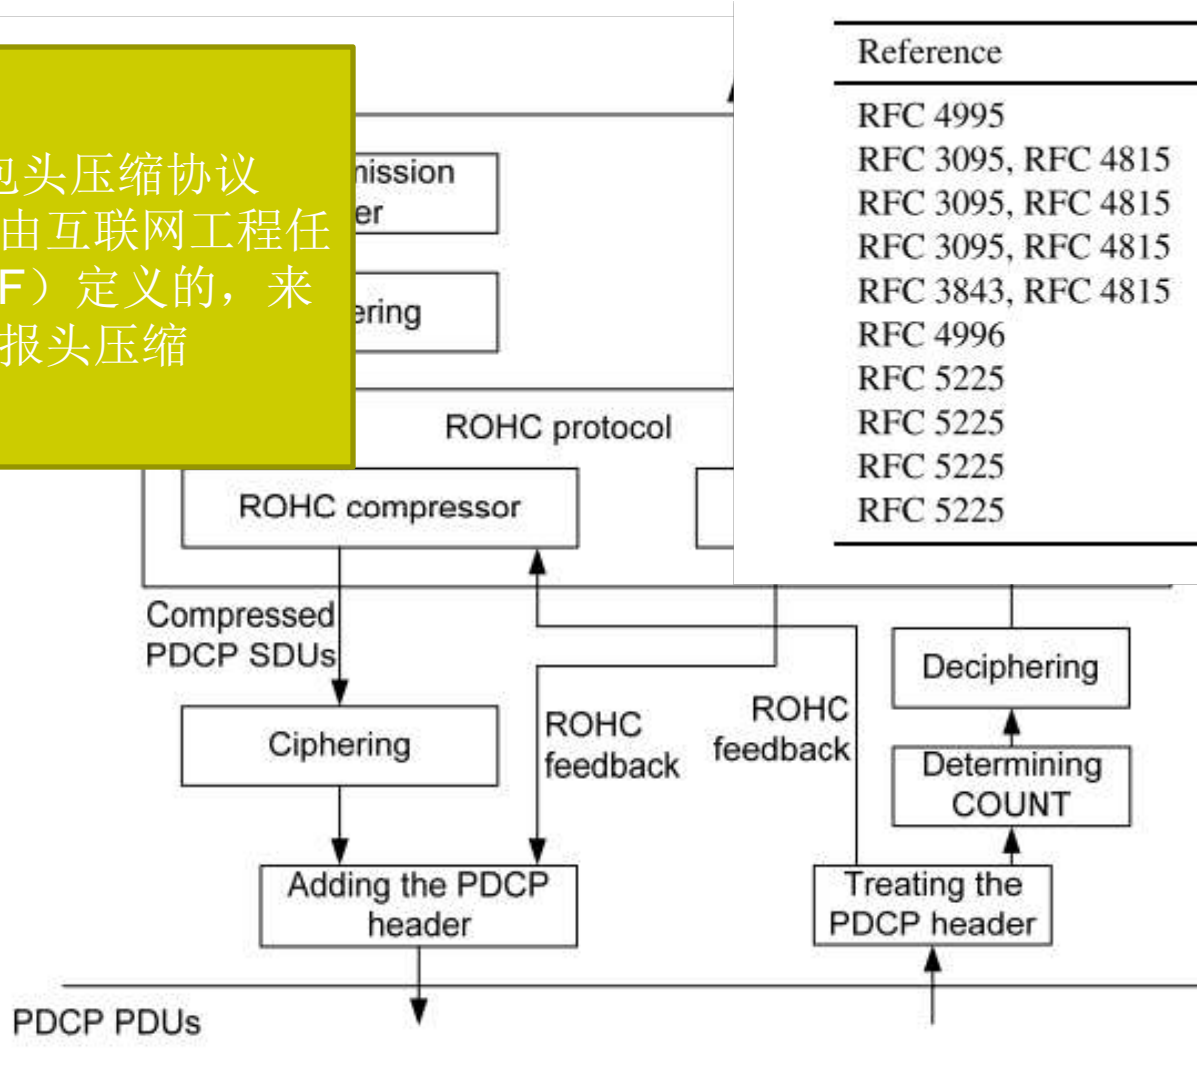 包头压缩协议
由互联网工程任
F）定义的，来
报头压缩
ROHC protocol
ROHC compressor
Compressed
PDCP SDUs
Ciphering
ROHC
feedback
Adding the PDCP
header
ROHC
feedback
Deciphering
Determining
COUNT
Treating the
PDCP header
PDCP PDUs
Reference
RFC 4995
RFC 3095, RFC 4815
RFC 3095, RFC 4815
RFC 3095, RFC 4815
RFC 3843, RFC 4815
RFC 4996
RFC 5225
RFC 5225
RFC 5225
RFC 5225